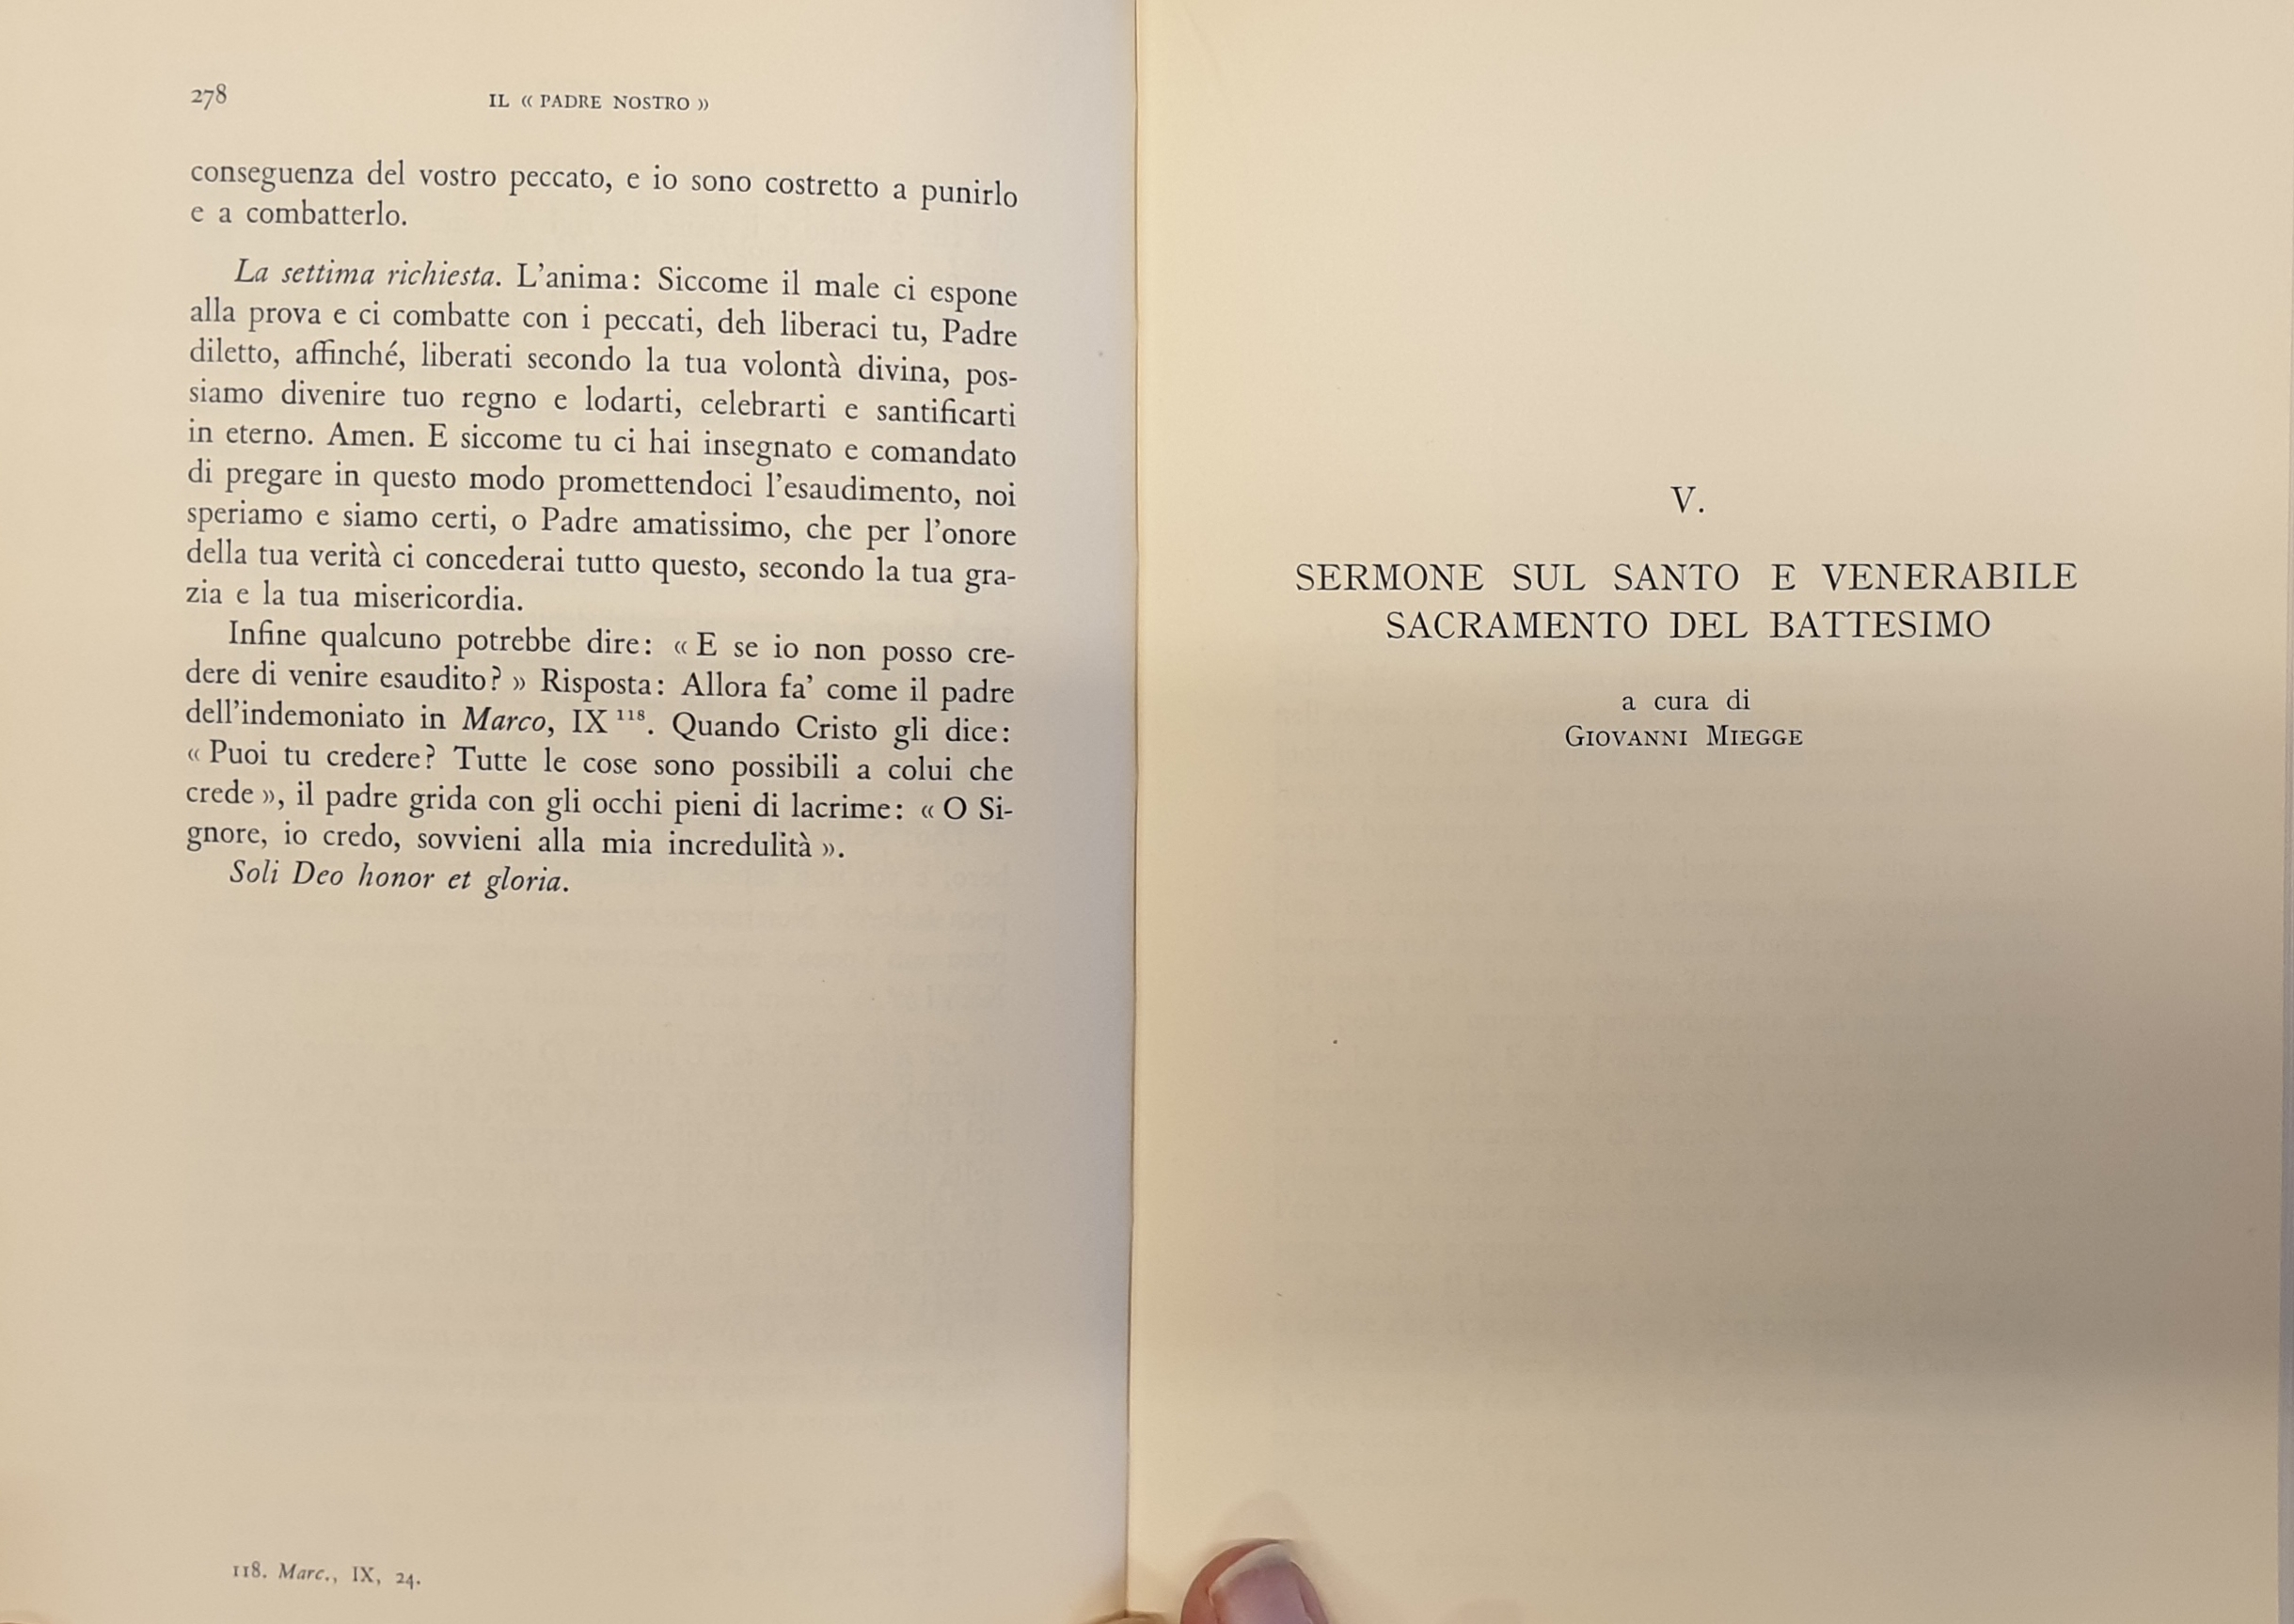 278
IL « PADRE NOSTRO »
conseguenza del vostro peccato, e io sono costretto a punirlo
e a combatterlo.
La settima richiesta. L'anima: Siccome il male ci espone
alla prova e ci combatte con i peccati, deh liberaci tu, Padre
diletto, affinché, liberati secondo la tua volontà divina, pos-
siamo divenire tuo regno e lodarti, celebrarti e santificarti
in eterno. Amen. E siccome tu ci hai insegnato e comandato
di pregare in questo modo promettendoci l'esaudimento, noi
speriamo e siamo certi, o Padre amatissimo, che per l'onore
della tua verità ci concederai tutto questo, secondo la tua gra-
zia e la tua misericordia.
Infine qualcuno potrebbe dire: « E se io non posso cre-
dere di venire esaudito? » Risposta: Allora fa' come il padre
dell'indemoniato in Marco, IX 118. Quando Cristo gli dice:
« Puoi tu credere? Tutte le cose sono possibili a colui che
crede », il padre grida con gli occhi pieni di lacrime: « O Si-
gnore, io credo, sovvieni alla mia incredulità ».
Soli Deo honor et gloria.
118. Marc., IX, 24.
V.
SERMONE SUL SANTO E VENERABILE
SACRAMENTO DEL BATTESIMO
a cura di
GIOVANNI MIEGGE